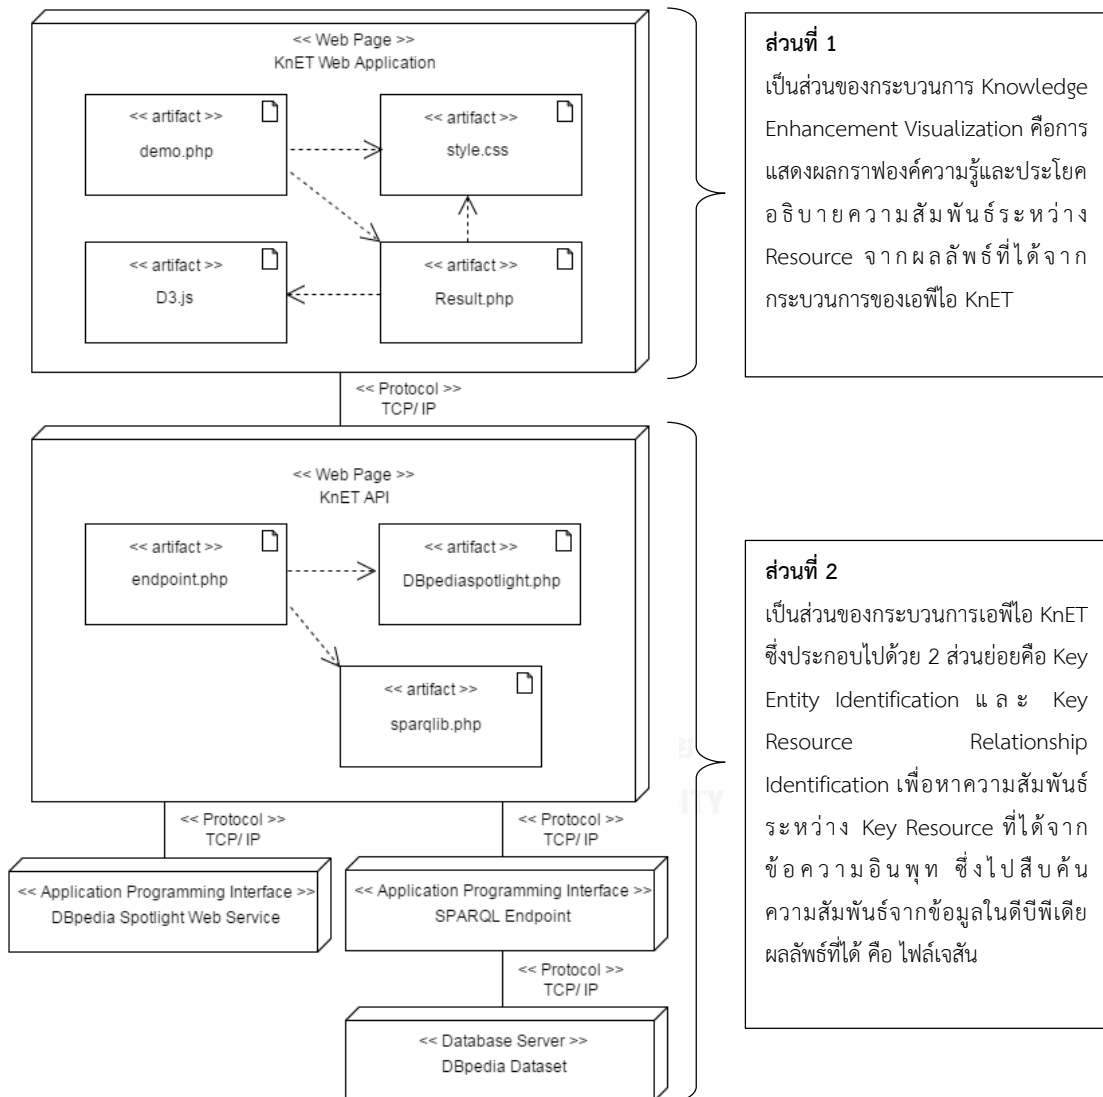 << Web Page >>
KnET Web Application
<< artifact >>
demo.php
<< artifact >>
style.css
<< artifact >>
D3.js
<< artifact >>
Result.php
<< Protocol >>
TCP/ IP
<< Web Page >>
KnET API
<< artifact >>
endpoint.php
<< artifact >>
DBpediaspotlight.php
<< artifact >>
sparqlib.php
<< Protocol >>
TCP/ IP
<< Protocol >>
TCP/ IP
<< Application Programming Interface >>
DBpedia Spotlight Web Service
<< Application Programming Interface >>
SPARQL Endpoint
<< Protocol >>
TCP/ IP
<< Database Server >>
DBpedia Dataset
ส่วนที่ 1
เป็นส่วนของกระบวนการ Knowledge
Enhancement Visualization คือการ
แสดงผลกราฟองค์ความรู้และประโยค
อธิบายความสัมพันธ์ระหว่าง
Resource จากผลลัพธ์ที่ได้จาก
กระบวนการของเอพีไอ KnET
ส่วนที่ 2
เป็นส่วนของกระบวนการเอพีไอ KnET
ซึ่งประกอบไปด้วย 2 ส่วนย่อยคือ Key
Entity Identification และ Key
Resource Relationship
Identification เพื่อหาความสัมพันธ์
ระหว่าง Key Resource ที่ได้จาก
ข้อความอินพุท ซึ่งไปสืบค้น
ความสัมพันธ์จากข้อมูลในดีบีพีเดีย
ผลลัพธ์ที่ได้ คือ ไฟล์เจสัน